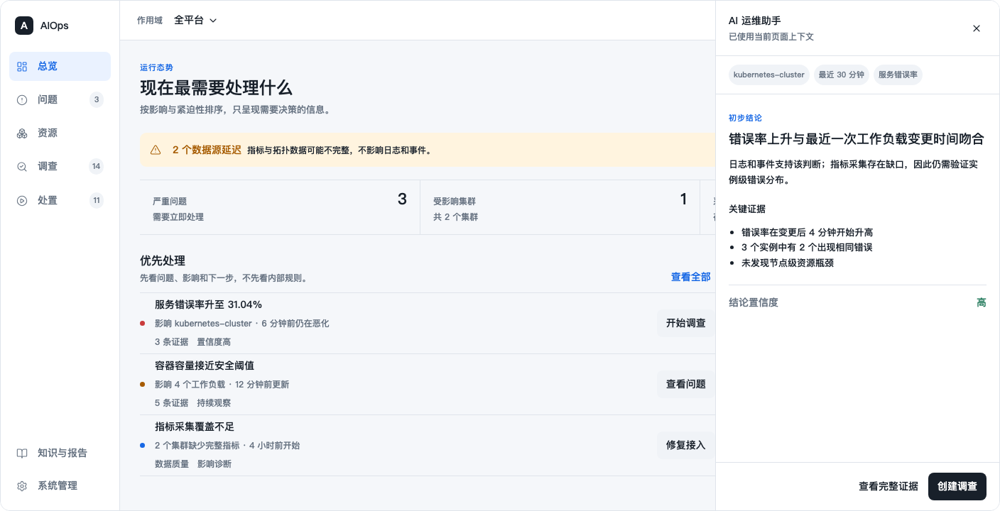 A AIOps
总览
问题 3
资源
调查 14
处置 11
知识与报告
系统管理
作用域 全平台
运行态势
现在最需要处理什么
按影响与紧迫性排序，只呈现需要决策的信息。
2 个数据源延迟 指标与拓扑数据可能不完整，不影响日志和事件。
严重问题 3
需要立即处理
受影响集群 1
共 2 个集群
优先处理
先看问题、影响和下一步，不先看内部规则。
查看全部
服务错误率升至 31.04%
影响 kubernetes-cluster · 6 分钟前仍在恶化
3 条证据 置信度高
开始调查
容器容量接近安全阈值
影响 4 个工作负载 · 12 分钟前更新
5 条证据 持续观察
查看问题
指标采集覆盖不足
2 个集群缺少完整指标 · 4 小时前开始
数据质量 影响诊断
修复接入
AI 运维助手
已使用当前页面上下文
kubernetes-cluster 最近 30 分钟 服务错误率
初步结论
错误率上升与最近一次工作负载变更时间吻合
日志和事件支持该判断；指标采集存在缺口，因此仍需验证实
例级错误分布。
关键证据
错误率在变更后 4 分钟开始升高
3 个实例中有 2 个出现相同错误
未发现节点级资源瓶颈
结论置信度 高
查看完整证据 创建调查